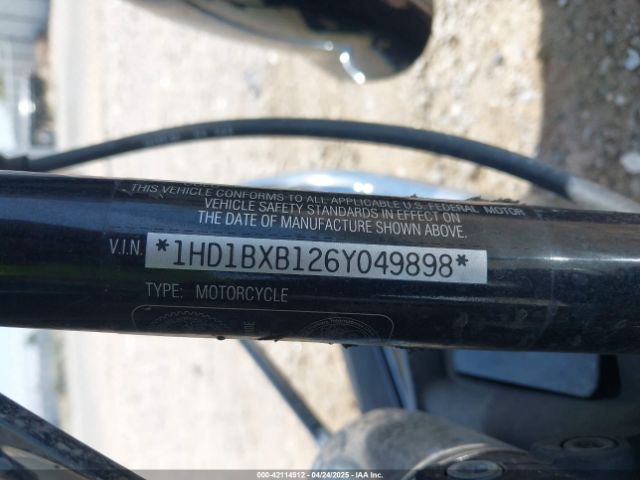 THIS VEHICLE CONFORMS TO ALL APPLICABLE U.S. FEDERAL MOTOR
VEHICLE SAFETY STANDARDS IN EFFECT ON
THE DATE OF MANUFACTURE SHOWN ABOVE.
V.I.N. *1HD1BXB126Y049898*
TYPE: MOTORCYCLE
000-42114912 - 04/24/2025 - IAA Inc.